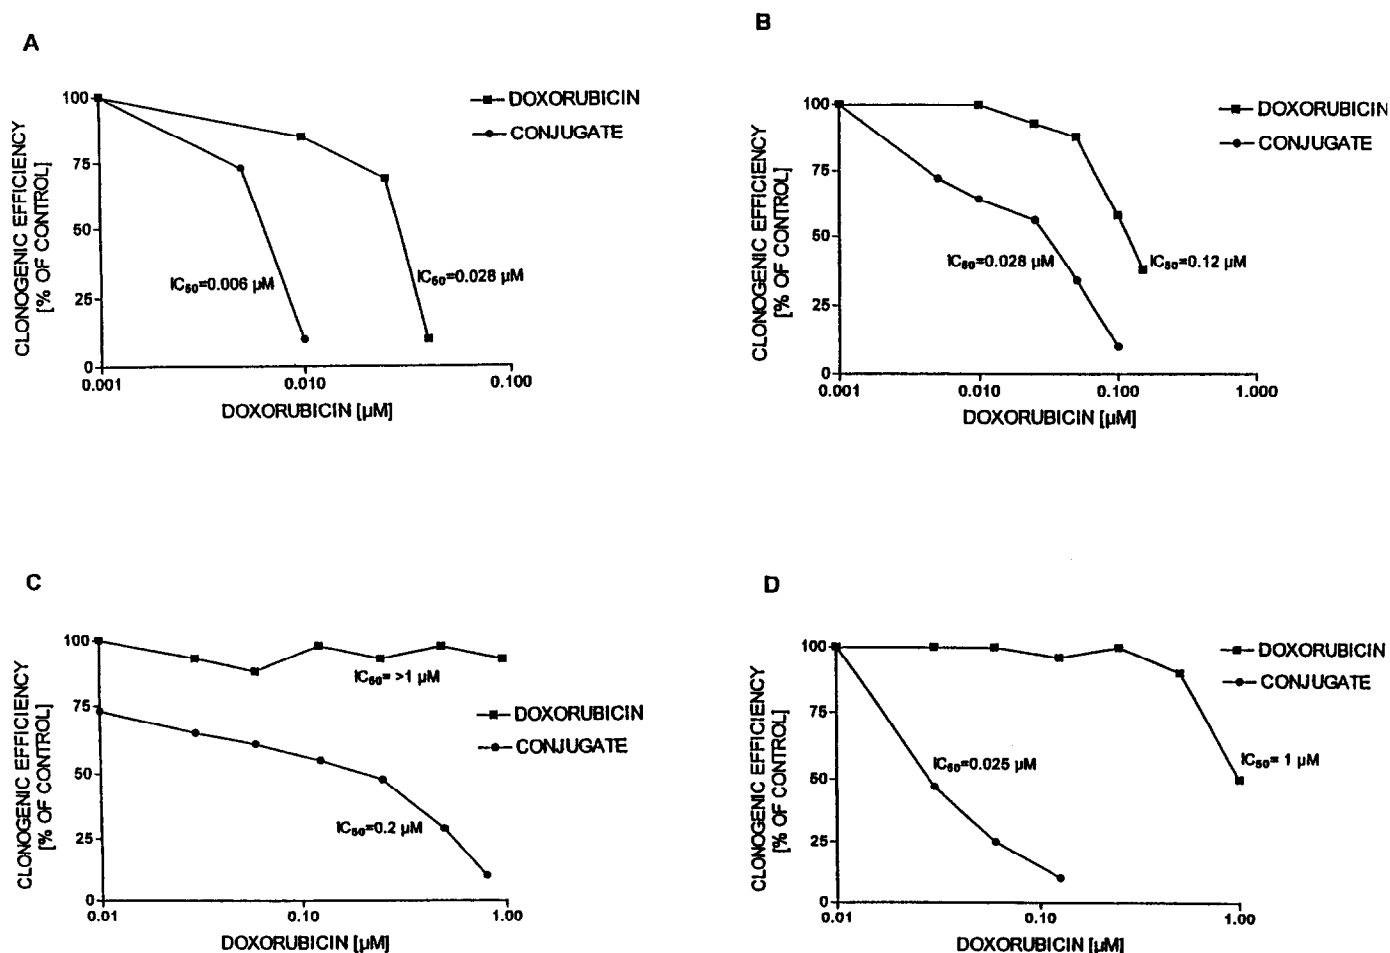 A
CLONOGENIC EFFICIENCY
[% OF CONTROL]
100
75
50
25
0
0.001
0.010
0.100
DOXORUBICIN [µM]
DOXORUBICIN
CONJUGATE
IC50=0.006 µM
IC50=0.028 µM
B
CLONOGENIC EFFICIENCY
[% OF CONTROL]
100
75
50
25
0
0.001
0.010
0.100
1.000
DOXORUBICIN [µM]
DOXORUBICIN
CONJUGATE
IC50=0.028 µM
IC50=0.12 µM
C
CLONOGENIC EFFICIENCY
[% OF CONTROL]
100
75
50
25
0
0.01
0.10
1.00
DOXORUBICIN [µM]
IC50= >1 µM
DOXORUBICIN
CONJUGATE
IC50=0.2 µM
D
CLONOGENIC EFFICIENCY
[% OF CONTROL]
100
75
50
25
0
0.01
0.10
1.00
DOXORUBICIN [µM]
DOXORUBICIN
CONJUGATE
IC50=0.025 µM
IC50= 1 µM